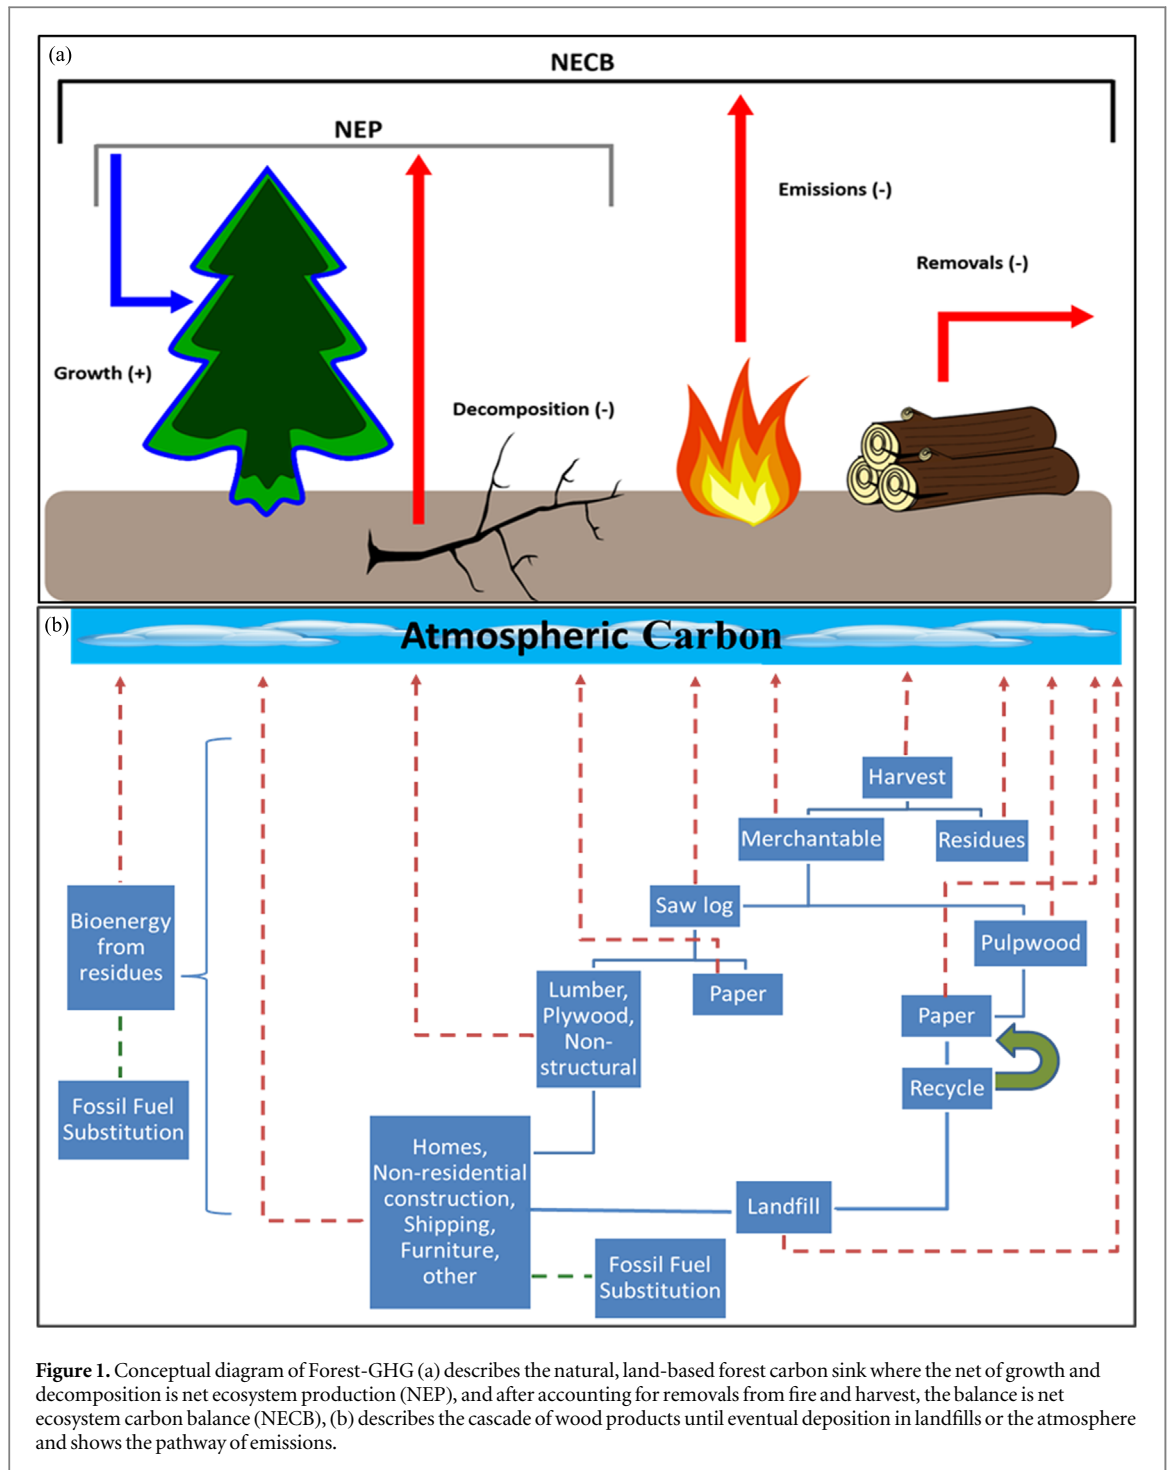 (a)
NECB
NEP
Emissions (-)
Removals (-)
Growth (+)
Decomposition (-)
(b)
Atmospheric Carbon
Harvest
Merchantable
Residues
Saw log
Pulpwood
Bioenergy
from
residues
Lumber,
Plywood,
Non-
structural
Paper
Paper
Recycle
Fossil Fuel
Substitution
Homes,
Non-residential
construction,
Shipping,
Furniture,
other
Landfill
Fossil Fuel
Substitution
Figure 1. Conceptual diagram of Forest-GHG (a) describes the natural, land-based forest carbon sink where the net of growth and
decomposition is net ecosystem production (NEP), and after accounting for removals from fire and harvest, the balance is net
ecosystem carbon balance (NECB), (b) describes the cascade of wood products until eventual deposition in landfills or the atmosphere
and shows the pathway of emissions.